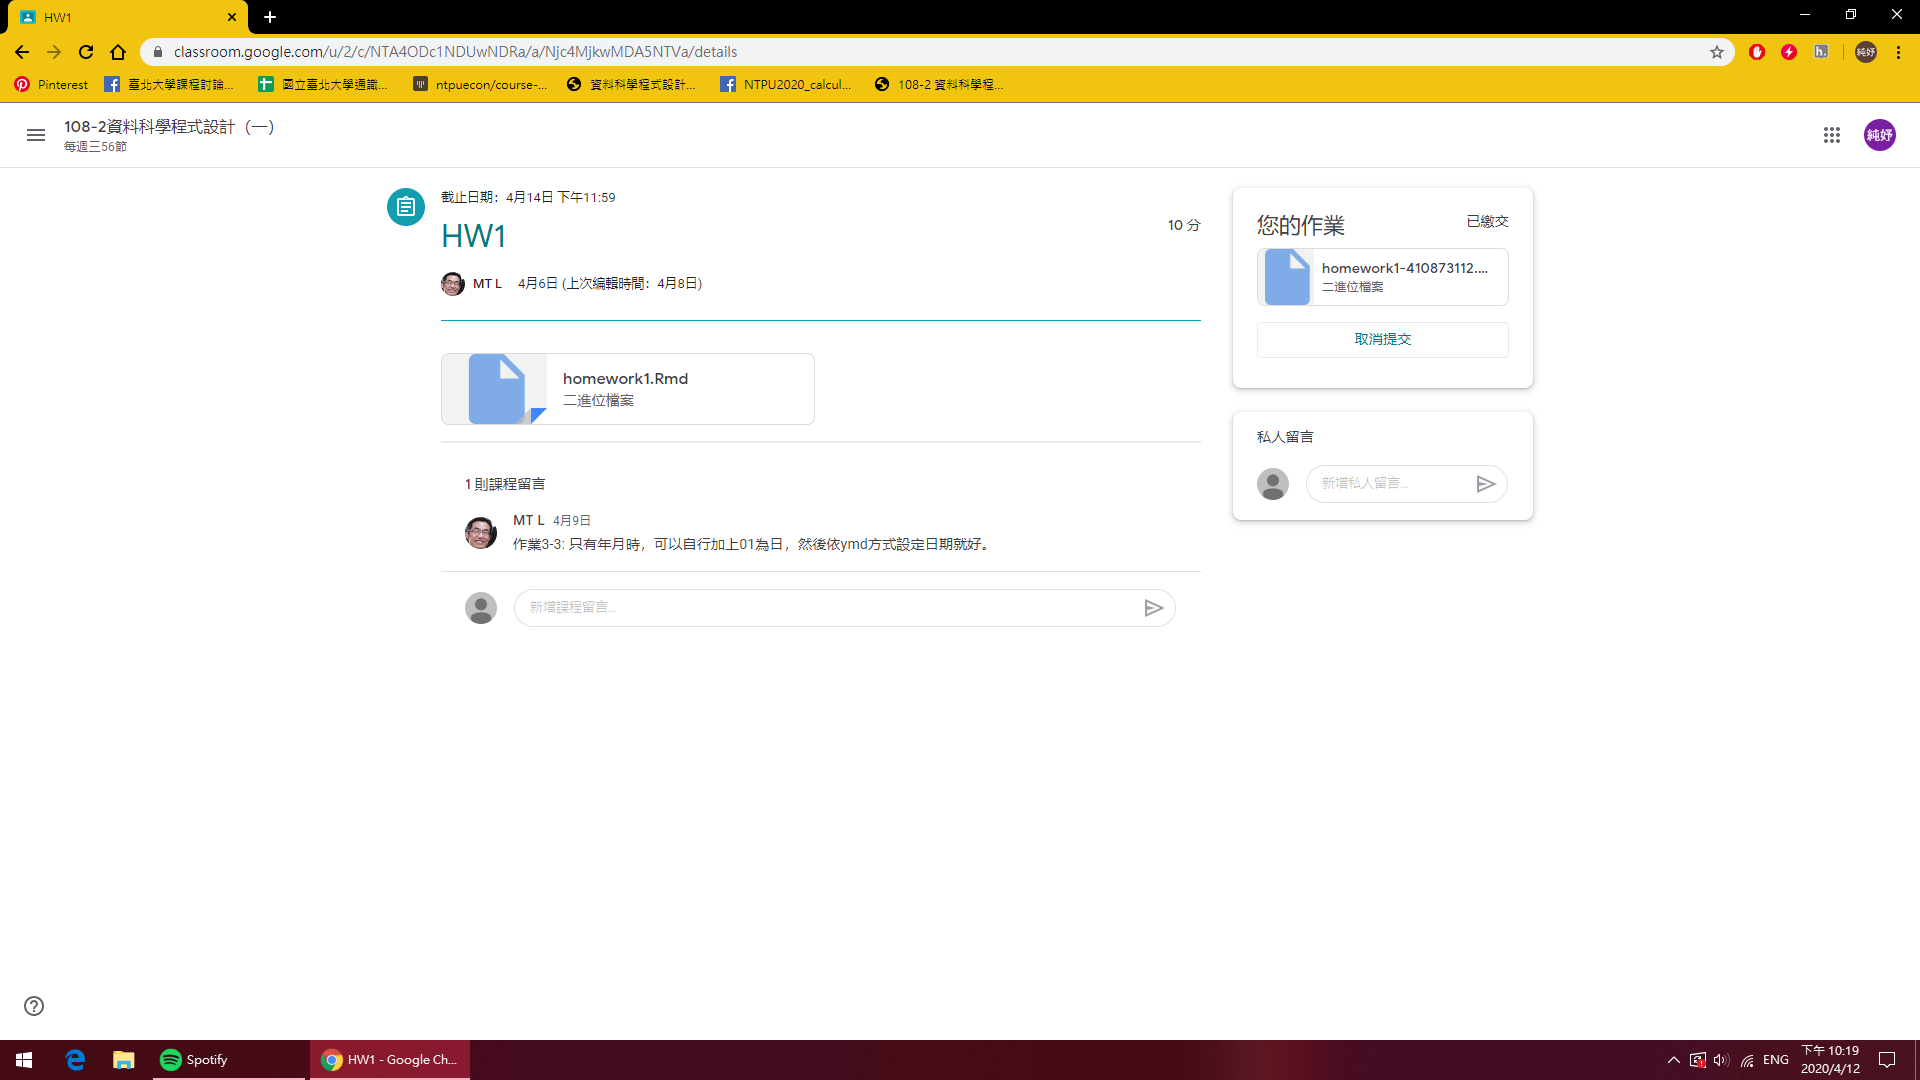 HW1
classroom.google.com/u/2/c/NTA4ODc1NDUwNDRa/a/Njc4MjkwMDA5NTVa/details
Pinterest
臺北大學課程討論...
國立臺北大學通識...
ntpuecon/course-...
資料科學程式設計...
NTPU2020_calcul...
108-2 資料科學程...
純妤
108-2資料科學程式設計（一）
每週三56節
純妤
截止日期：4月14日 下午11:59
HW1
10 分
MT L 4月6日 (上次編輯時間：4月8日)
homework1.Rmd
二進位檔案
1 則課程留言
MT L 4月9日
作業3-3: 只有年月時，可以自行加上01為日，然後依ymd方式設定日期就好。
新增課程留言...
您的作業
已繳交
homework1-410873112....
二進位檔案
取消提交
私人留言
新增私人留言...
Spotify
HW1 - Google Ch...
ENG
下午 10:19
2020/4/12